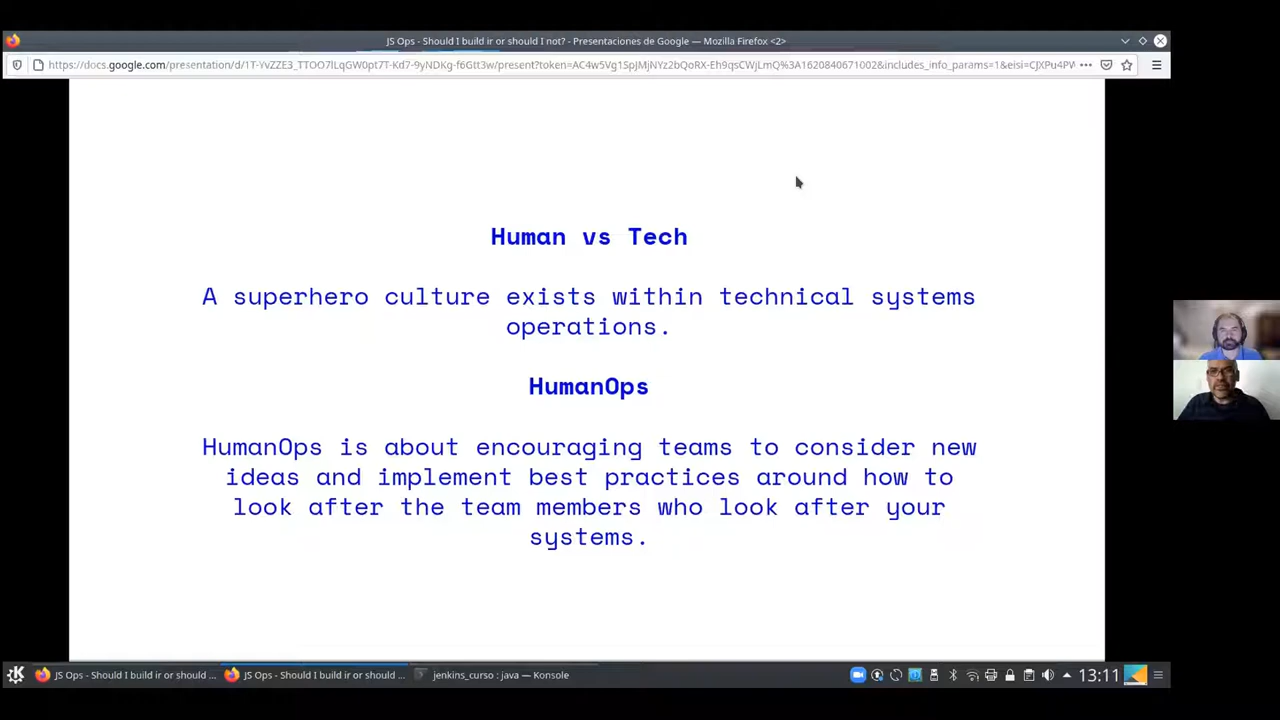 JS Ops - Should I build ir or should I not? - Presentaciones de Google — Mozilla Firefox <2>
Human vs Tech
A superhero culture exists within technical systems
operations.
HumanOps
HumanOps is about encouraging teams to consider new
ideas and implement best practices around how to
look after the team members who look after your
systems.
JS Ops - Should I build ir or should ...
JS Ops - Should I build ir or should ...
jenkins_curso : java — Konsole
13:11